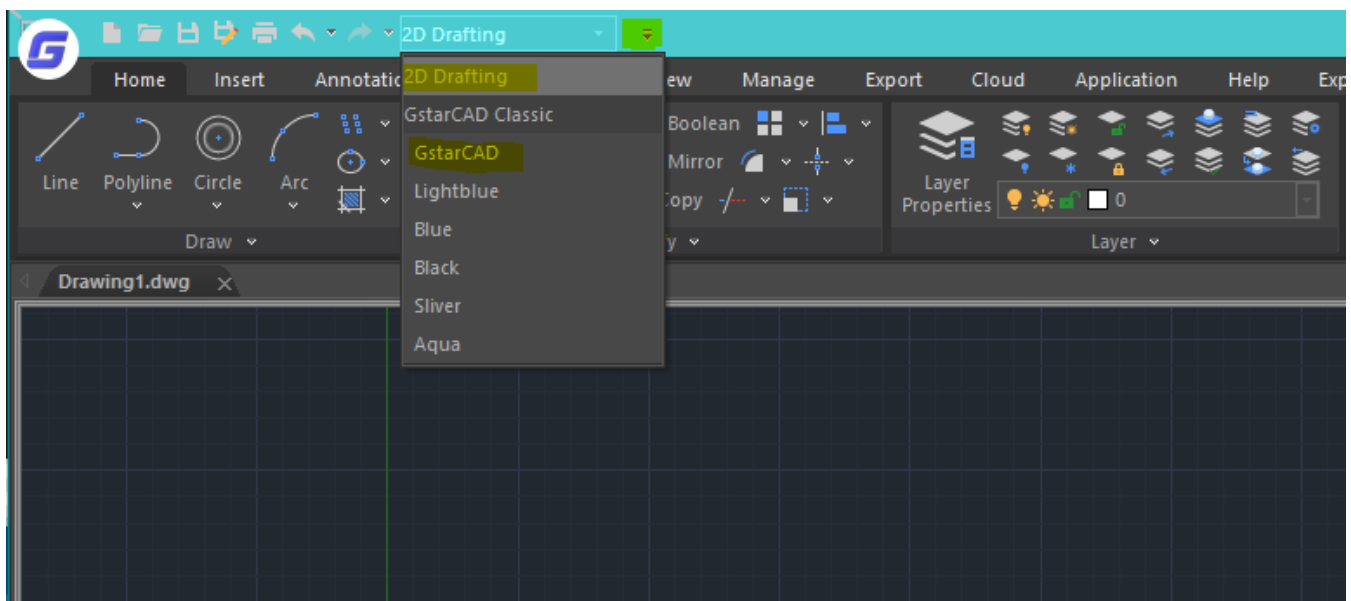 G
2D Drafting
Home Insert Annotatic ew Manage Export Cloud Application Help Exp
2D Drafting
GstarCAD Classic
GstarCAD
Lightblue
Blue
Black
Sliver
Aqua
Line Polyline Circle Arc
Draw
Boolean
Mirror
Copy
y
Layer
Properties
0
Layer
Drawing1.dwg